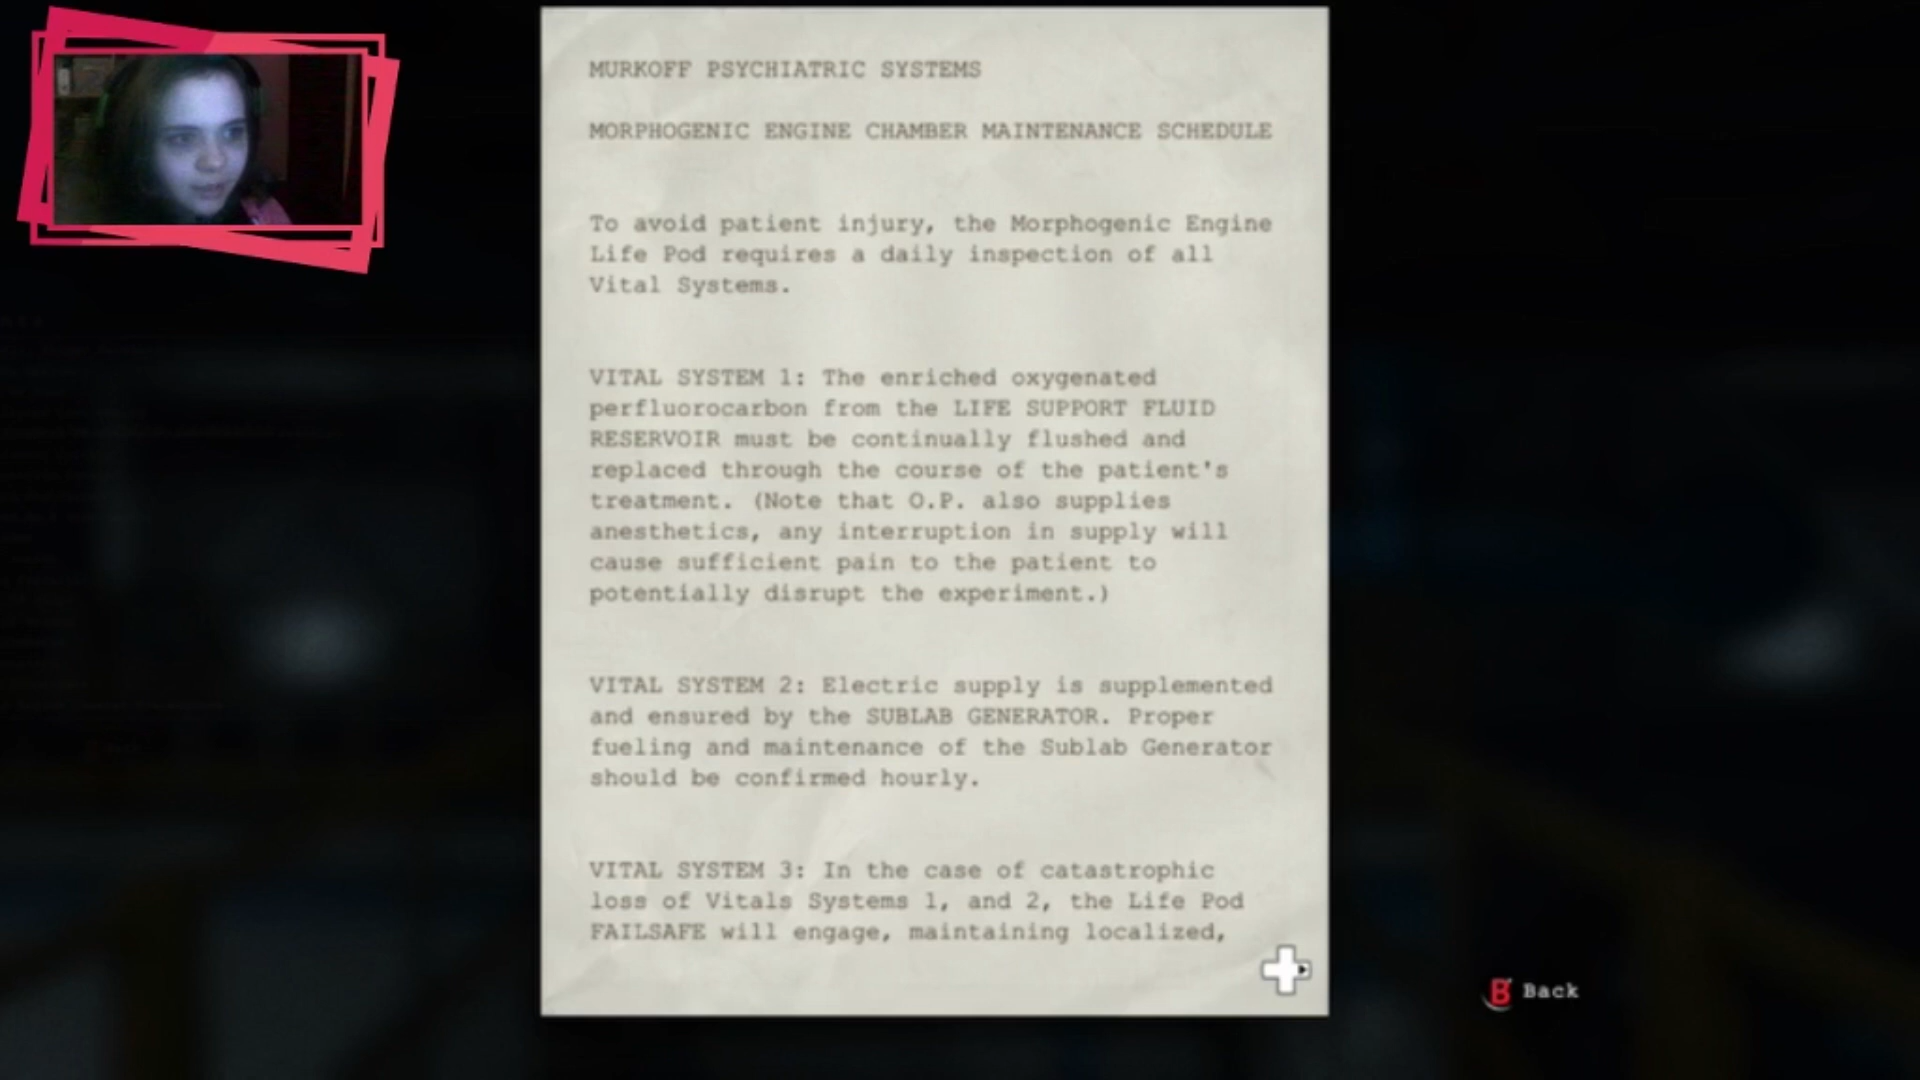 MURKOFF PSYCHIATRIC SYSTEMS
MORPHOGENIC ENGINE CHAMBER MAINTENANCE SCHEDULE
To avoid patient injury, the Morphogenic Engine
Life Pod requires a daily inspection of all
Vital Systems.
VITAL SYSTEM 1: The enriched oxygenated
perfluorocarbon from the LIFE SUPPORT FLUID
RESERVOIR must be continually flushed and
replaced through the course of the patient's
treatment. (Note that O.P. also supplies
anesthetics, any interruption in supply will
cause sufficient pain to the patient to
potentially disrupt the experiment.)
VITAL SYSTEM 2: Electric supply is supplemented
and ensured by the SUBLAB GENERATOR. Proper
fueling and maintenance of the Sublab Generator
should be confirmed hourly.
VITAL SYSTEM 3: In the case of catastrophic
loss of Vitals Systems 1, and 2, the Life Pod
FAILSAFE will engage, maintaining localized,
B Back